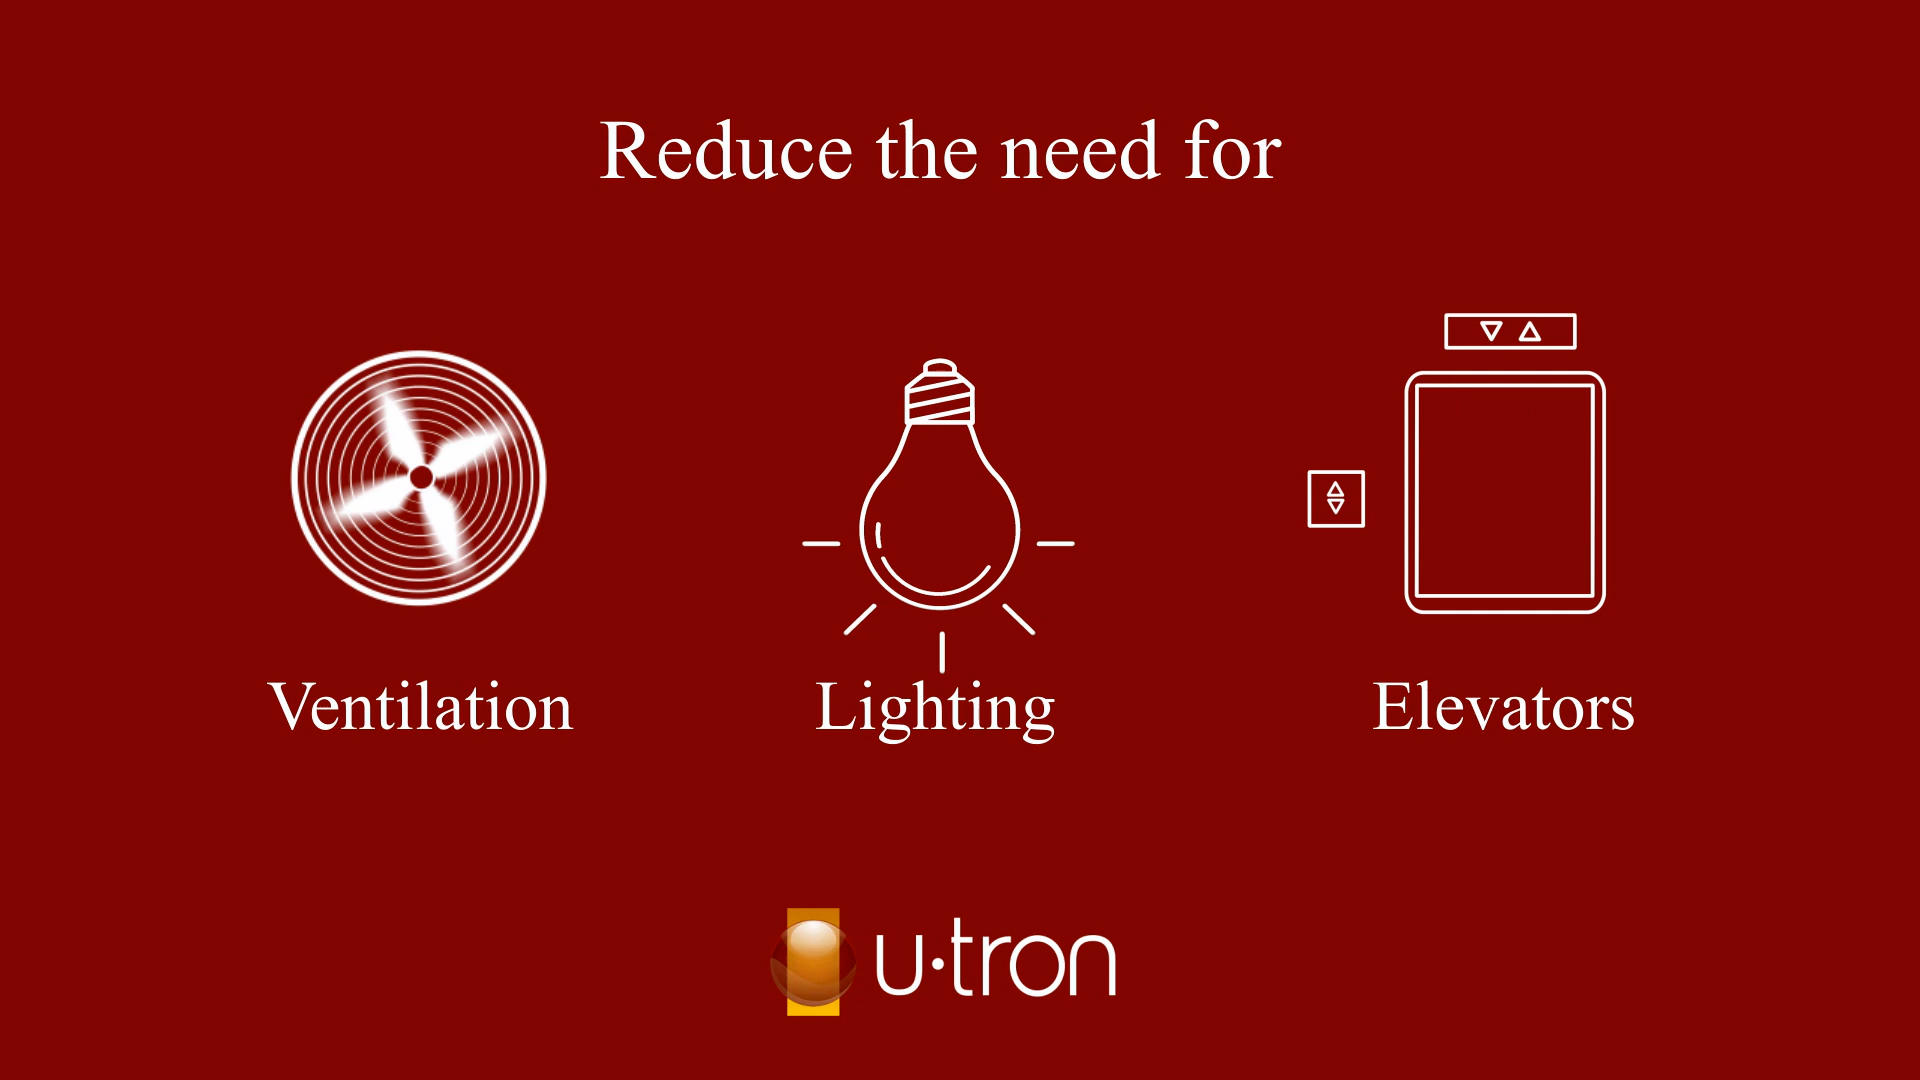 Reduce the need for
Ventilation
Lighting
Elevators
u·tron